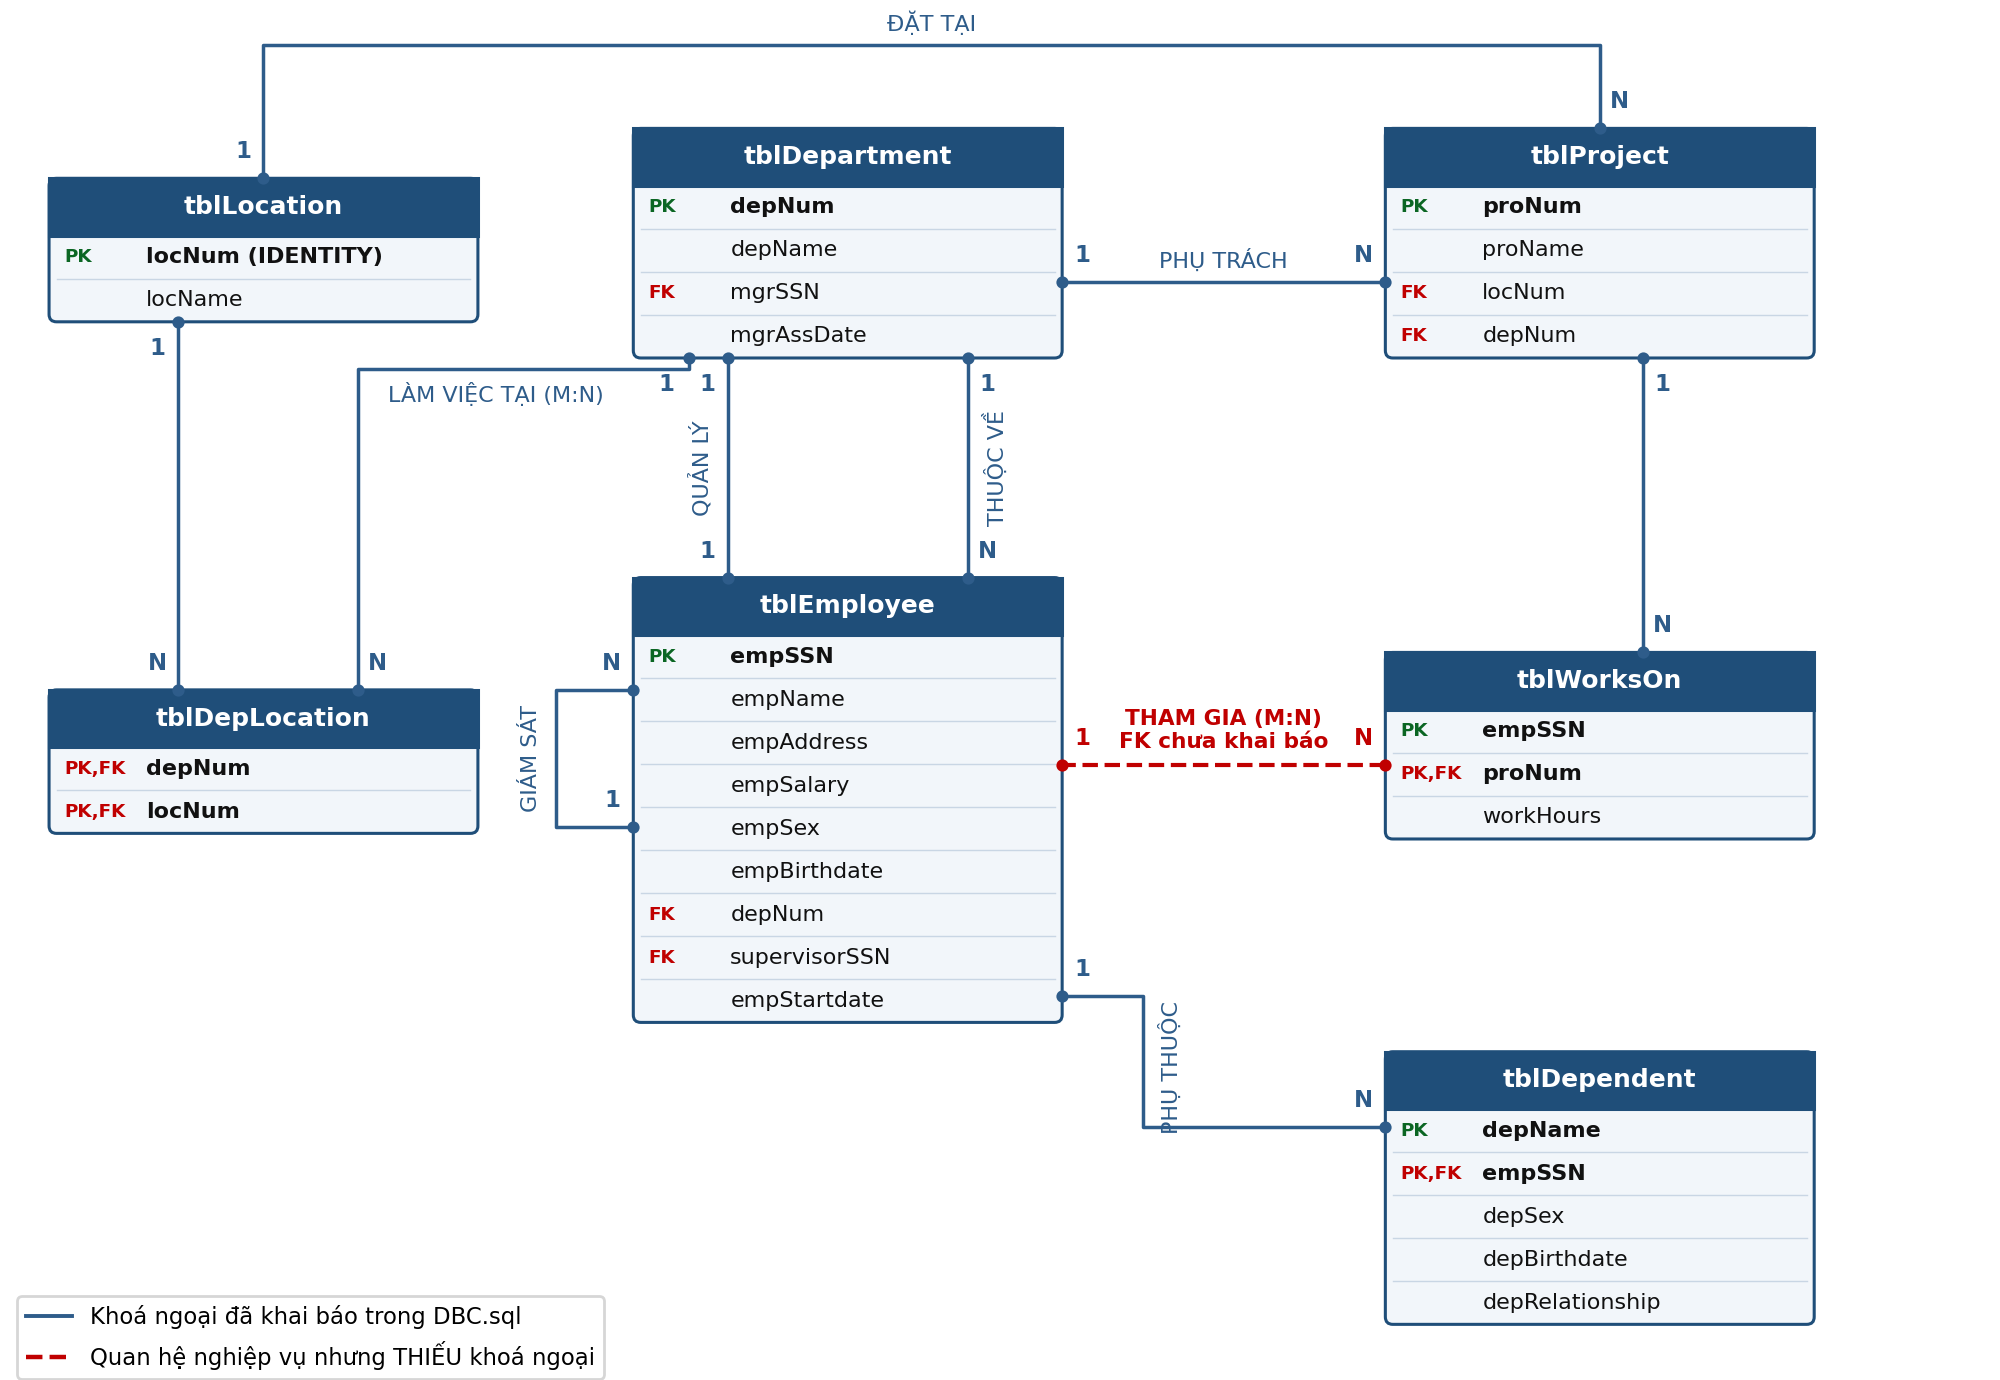 ĐẶT TẠI
1
N
tblLocation
PK locNum (IDENTITY)
locName
1
tblDepartment
PK depNum
depName
FK mgrSSN
mgrAssDate
1
PHỤ TRÁCH
N
tblProject
PK proNum
proName
FK locNum
FK depNum
1
LÀM VIỆC TẠI (M:N)
1
1
1
QUẢN LÝ
THUỘC VỀ
1
N
N
N
tblDepLocation
PK,FK depNum
PK,FK locNum
N
GIÁM SÁT
1
tblEmployee
PK empSSN
empName
empAddress
empSalary
empSex
empBirthdate
FK depNum
FK supervisorSSN
empStartdate
1
THAM GIA (M:N)
FK chưa khai báo
N
N
tblWorksOn
PK empSSN
PK,FK proNum
workHours
1
PHỤ THUỘC
N
tblDependent
PK depName
PK,FK empSSN
depSex
depBirthdate
depRelationship
Khoá ngoại đã khai báo trong DBC.sql
Quan hệ nghiệp vụ nhưng THIẾU khoá ngoại